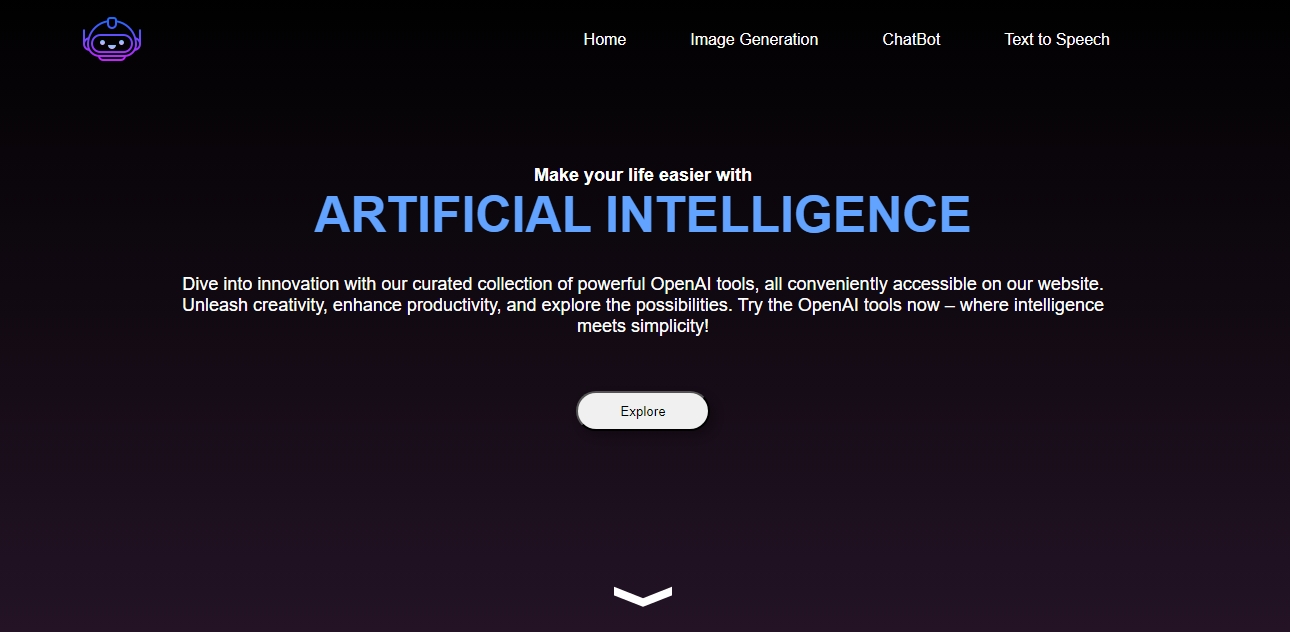 Home Image Generation ChatBot Text to Speech
Make your life easier with
ARTIFICIAL INTELLIGENCE
Dive into innovation with our curated collection of powerful OpenAI tools, all conveniently accessible on our website.
Unleash creativity, enhance productivity, and explore the possibilities. Try the OpenAI tools now – where intelligence
meets simplicity!
Explore